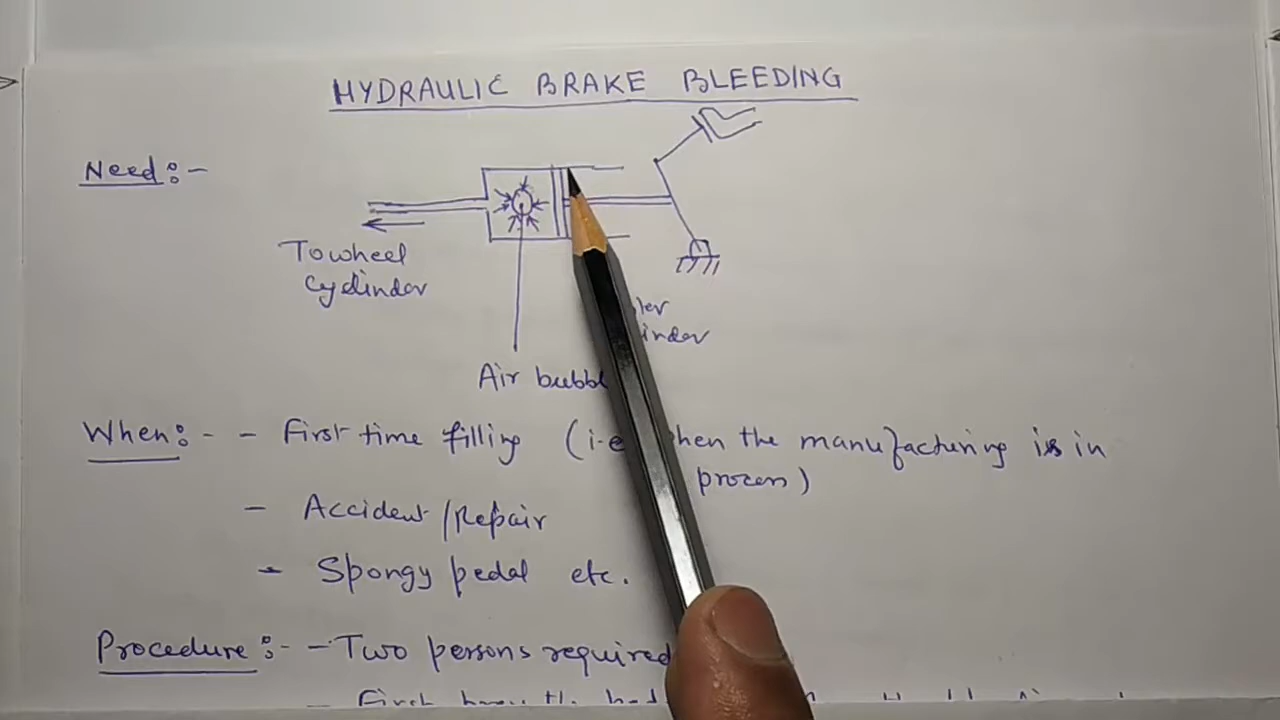 HYDRAULIC BRAKE BLEEDING
Need:-
To wheel
cylinder
Air bubbl
When:- - First time filling (i.e. hen the manufacturing is in
process)
- Accident/Repair
- Spongy pedal etc.
Procedure:- - Two persons required
- First